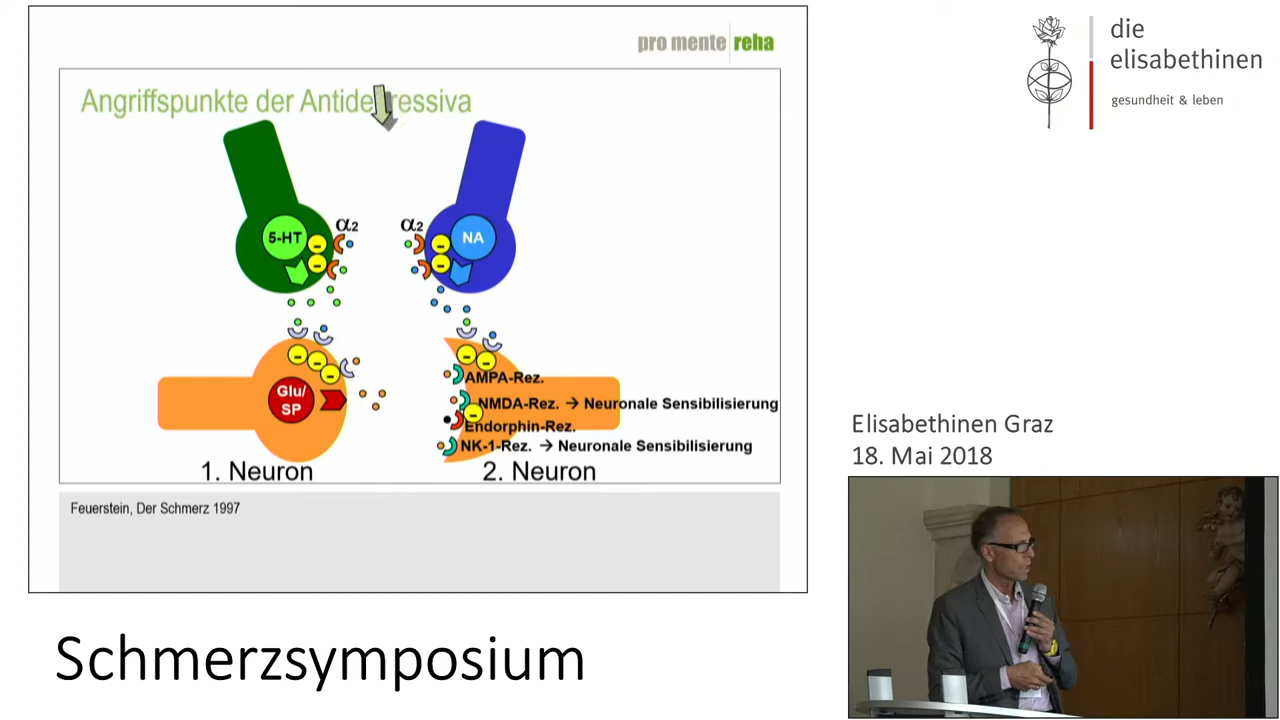 pro mente reha
Angriffspunkte der Antidepressiva
α2
α2
5-HT
NA
Glu/
SP
AMPA-Rez.
NMDA-Rez. → Neuronale Sensibilisierung
Endorphin-Rez.
NK-1-Rez. → Neuronale Sensibilisierung
1. Neuron
2. Neuron
Feuerstein, Der Schmerz 1997
Schmerzsymposium
die
elisabethinen
gesundheit & leben
Elisabethinen Graz
18. Mai 2018